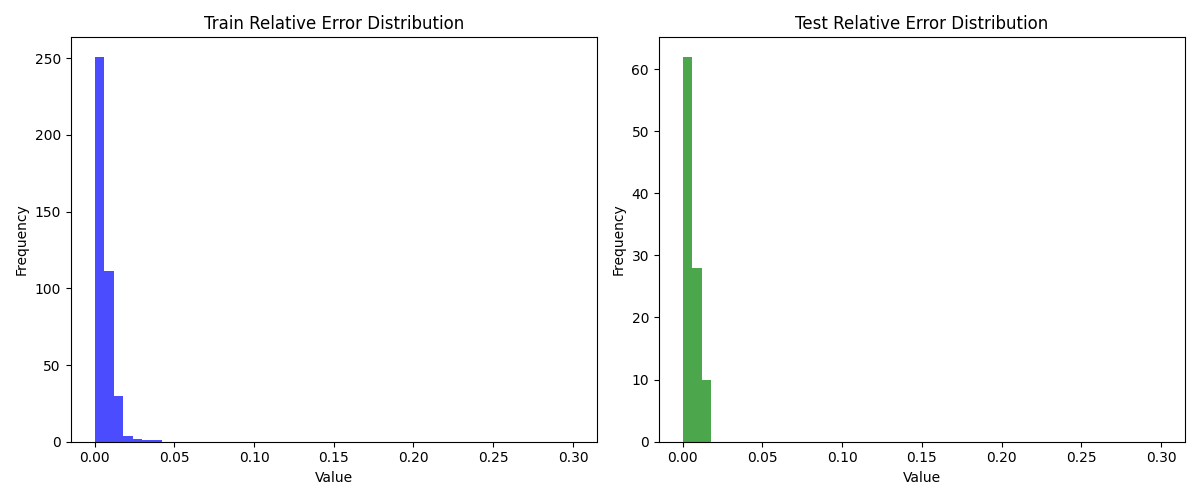 Train Relative Error Distribution
Frequency
250
200
150
100
50
0
0.00 0.05 0.10 0.15 0.20 0.25 0.30
Value
Test Relative Error Distribution
Frequency
60
50
40
30
20
10
0
0.00 0.05 0.10 0.15 0.20 0.25 0.30
Value